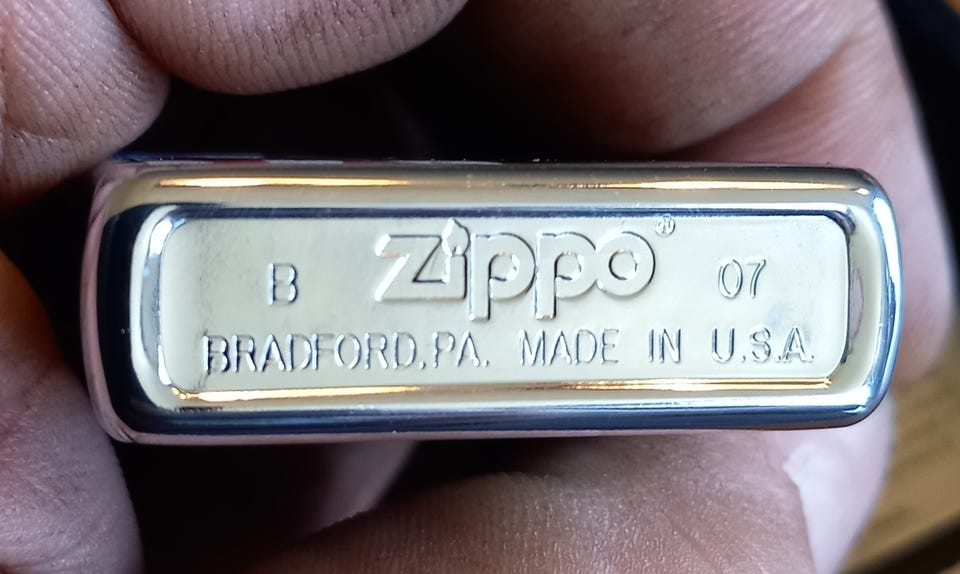 B zippo® 07
BRADFORD,PA. MADE IN U.S.A.